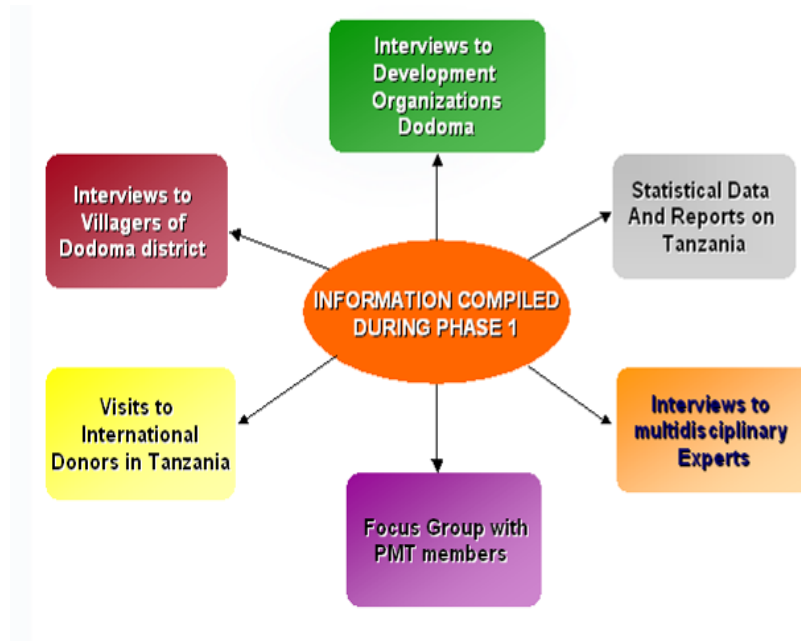 Interviews to
Development
Organizations
Dodoma
Interviews to
Villagers of
Dodoma district
Statistical Data
And Reports on
Tanzania
INFORMATION COMPILED
DURING PHASE 1
Visits to
International
Donors in Tanzania
Interviews to
multidisciplinary
Experts
Focus Group with
PMT members